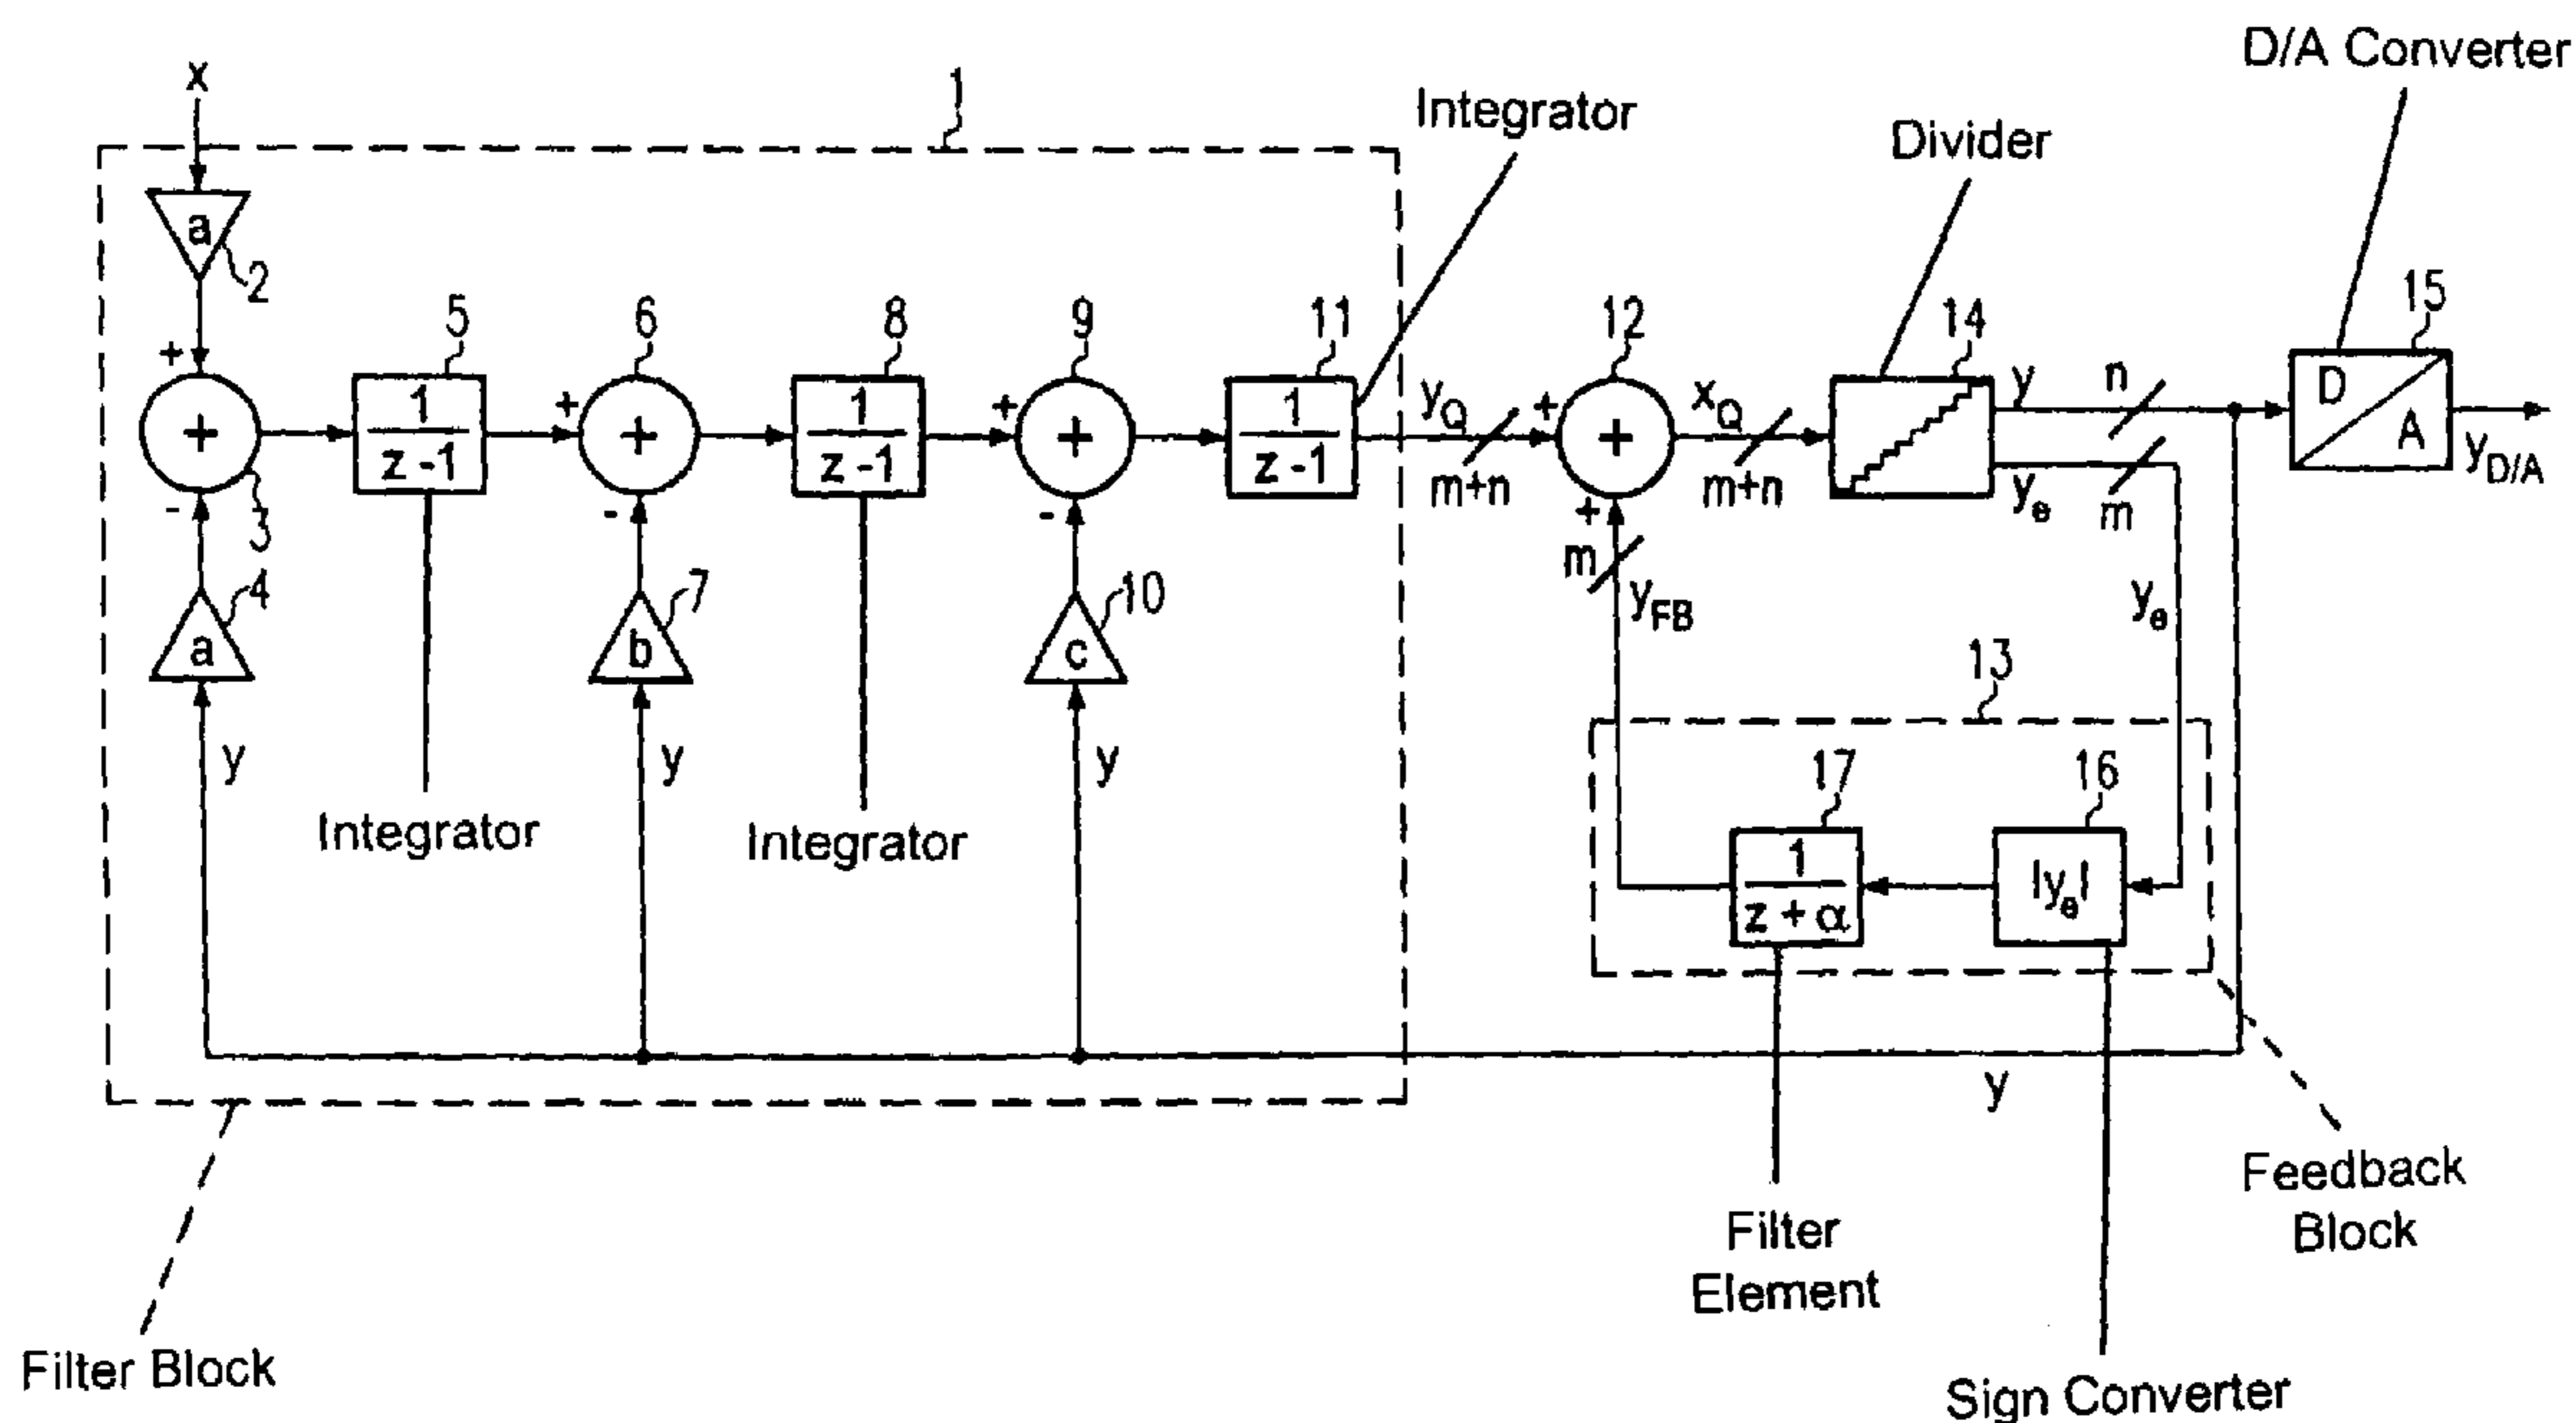 D/A Converter
x
1
Integrator
Divider
a
2
5
6
8
9
11
12
14
15
+
+
1
z -1
+
+
1
z -1
+
+
1
z -1
yQ
m+n
+
+
xQ
m+n
y
n
ye
m
D
A
yD/A
-
3
-
-
+
m
yFB
ye
a
4
b
7
c
10
13
y
y
y
17
16
Integrator
Integrator
1
z + α
|ye|
y
Feedback
Block
Filter
Element
Filter Block
Sign Converter